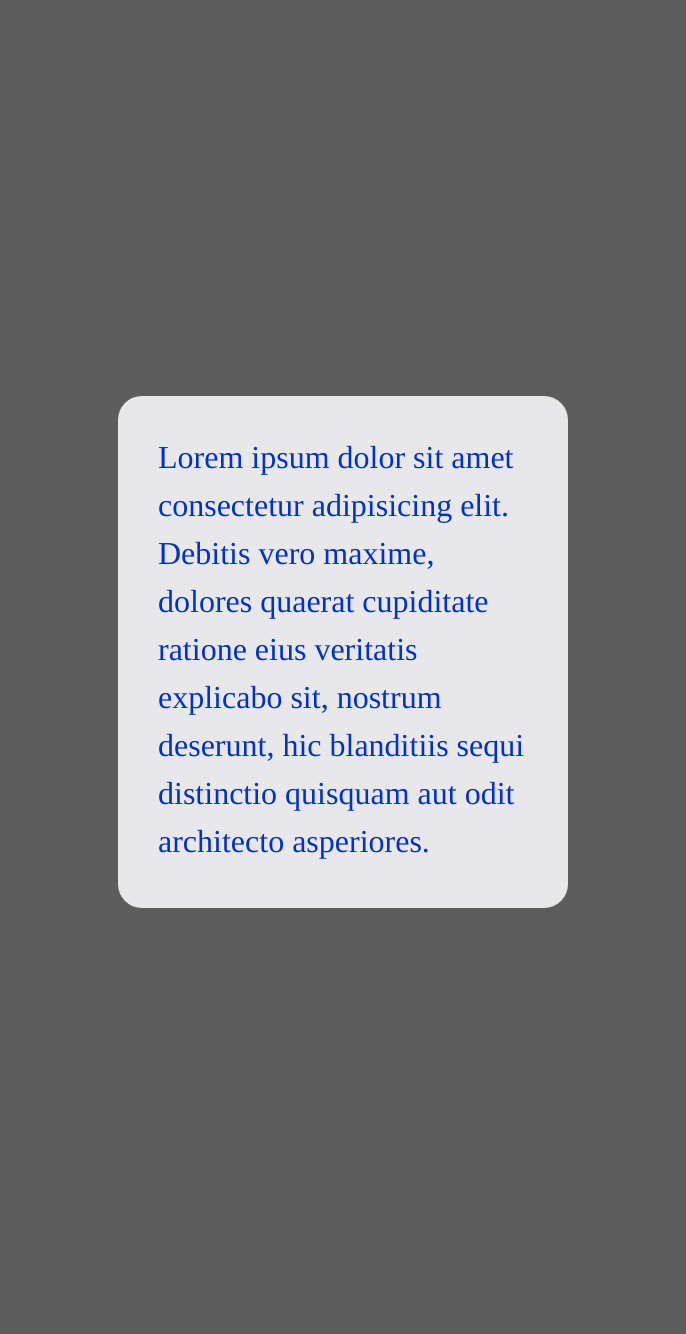 Lorem ipsum dolor sit amet
consectetur adipisicing elit.
Debitis vero maxime,
dolores quaerat cupiditate
ratione eius veritatis
explicabo sit, nostrum
deserunt, hic blanditiis sequi
distinctio quisquam aut odit
architecto asperiores.